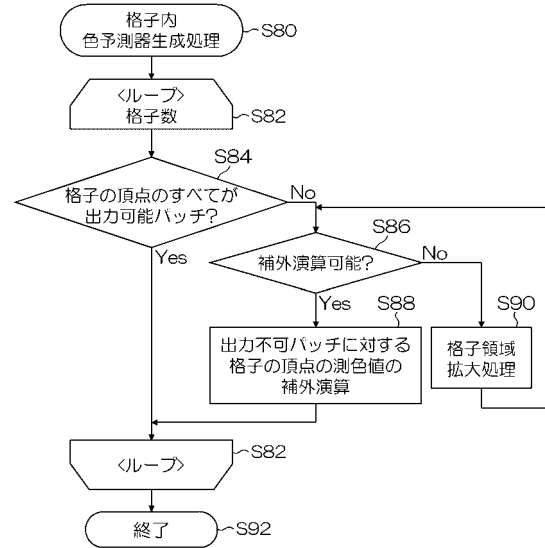 格子内
色予測器生成処理
S80
<ループ>
格子数
S82
S84
格子の頂点のすべてが
出力可能パッチ?
No
Yes
S86
補外演算可能?
No
Yes
S88
出力不可パッチに対する
格子の頂点の測色値の
補外演算
S90
格子領域
拡大処理
<ループ>
S82
終了
S92